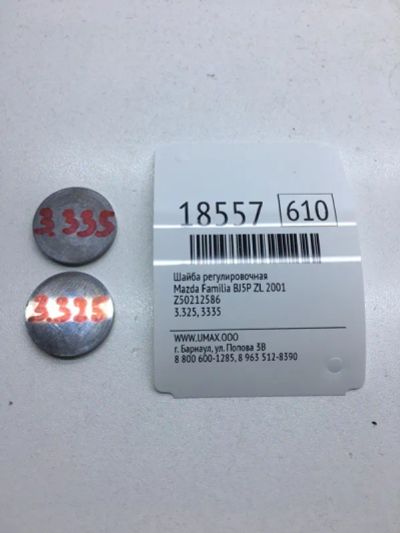 3.335
3.325
18557 610
Шайба регулировочная
Mazda Familia BJ5P ZL 2001
Z50212586
3.325, 3335
WWW.UMAX.OOO
г. Барнаул, ул. Попова 3В
8 800 600-1285, 8 963 512-8390